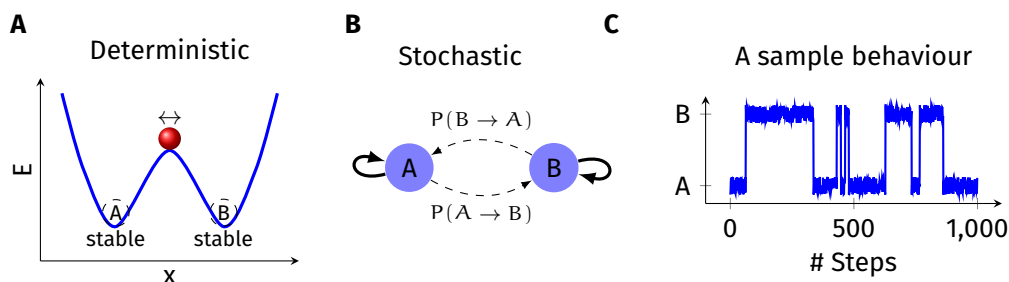 A
Deterministic
↔
E
A
B
stable
stable
x
B
Stochastic
P(B → A)
A
B
P(A → B)
C
A sample behaviour
B
A
0
500
1,000
# Steps